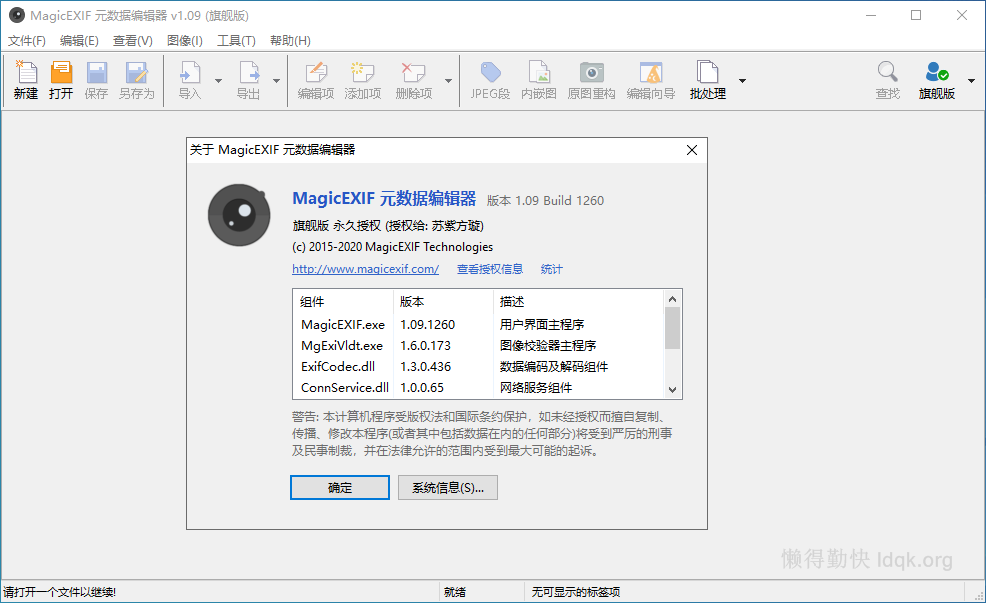 MagicEXIF 元数据编辑器 v1.09 (旗舰版)
文件(F) 编辑(E) 查看(V) 图像(I) 工具(T) 帮助(H)
新建 打开 保存 另存为 导入 导出 编辑项 添加项 删除项 JPEG段 内嵌图 原图重构 编辑向导 批处理 查找 旗舰版
关于 MagicEXIF 元数据编辑器
MagicEXIF 元数据编辑器 版本 1.09 Build 1260
旗舰版 永久授权 (授权给: 苏紫方璇)
(c) 2015-2020 MagicEXIF Technologies
http://www.magicexif.com/ 查看授权信息 统计
组件 版本 描述
MagicEXIF.exe 1.09.1260 用户界面主程序
MgExiVldt.exe 1.6.0.173 图像校验器主程序
ExifCodec.dll 1.3.0.436 数据编码及解码组件
ConnService.dll 1.0.0.65 网络服务组件
警告: 本计算机程序受版权法和国际条约保护，如未经授权而擅自复制、
传播、修改本程序(或者其中包括数据在内的任何部分)将受到严厉的刑事
及民事制裁，并在法律允许的范围内受到最大可能的起诉。
确定 系统信息(S)...
懒得勤快 ldqk.org
请打开一个文件以继续! 就绪 无可显示的标签项